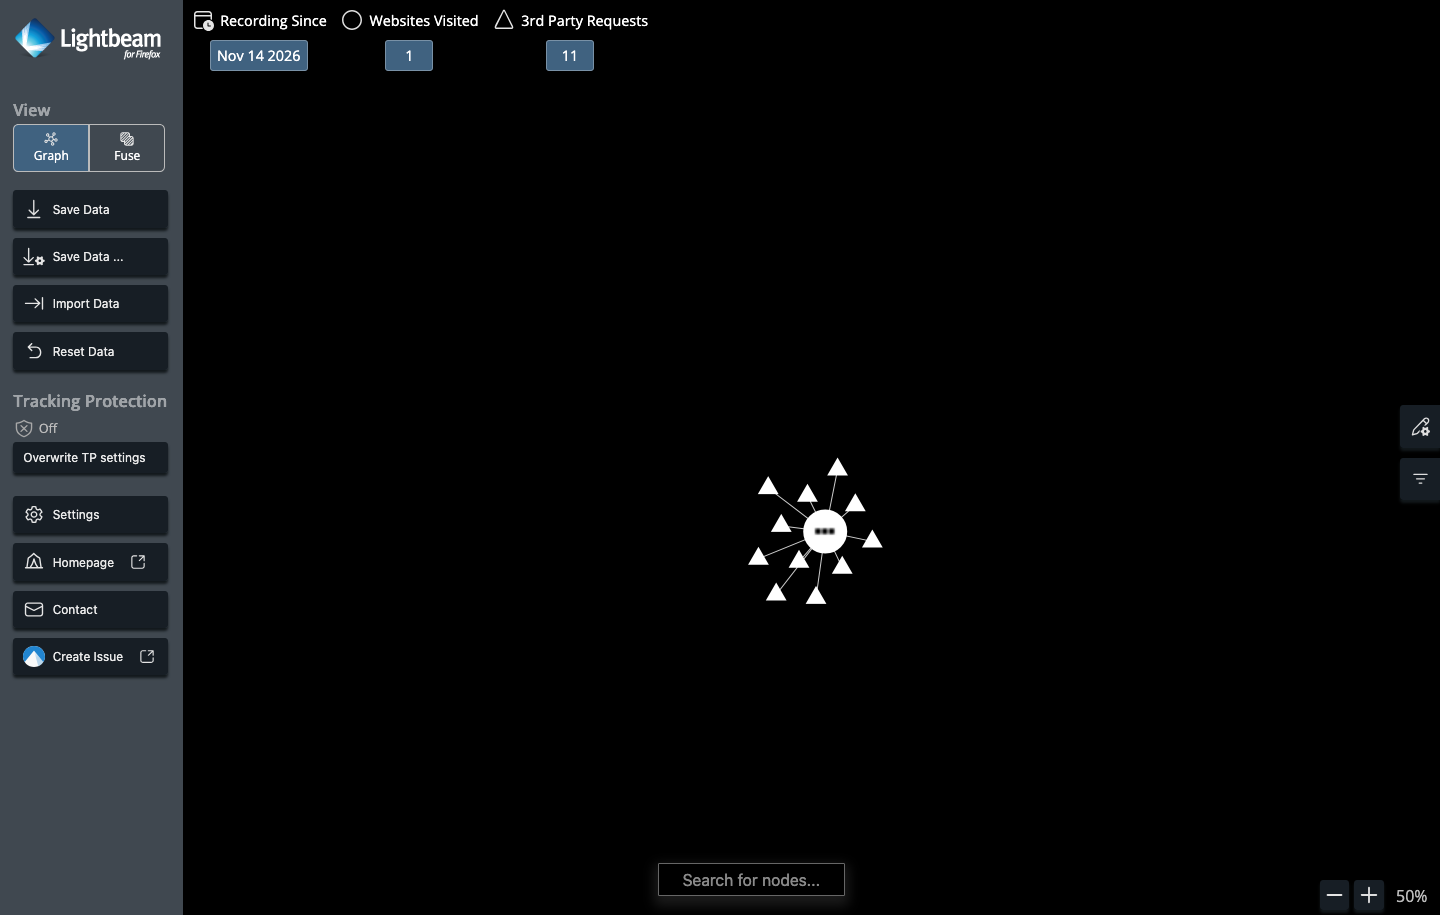 Lightbeam
for Firefox
Recording Since
Websites Visited
3rd Party Requests
Nov 14 2026
1
11
View
Graph
Fuse
Save Data
Save Data ...
Import Data
Reset Data
Tracking Protection
Off
Overwrite TP settings
Settings
Homepage
Contact
Create Issue
Search for nodes...
50%